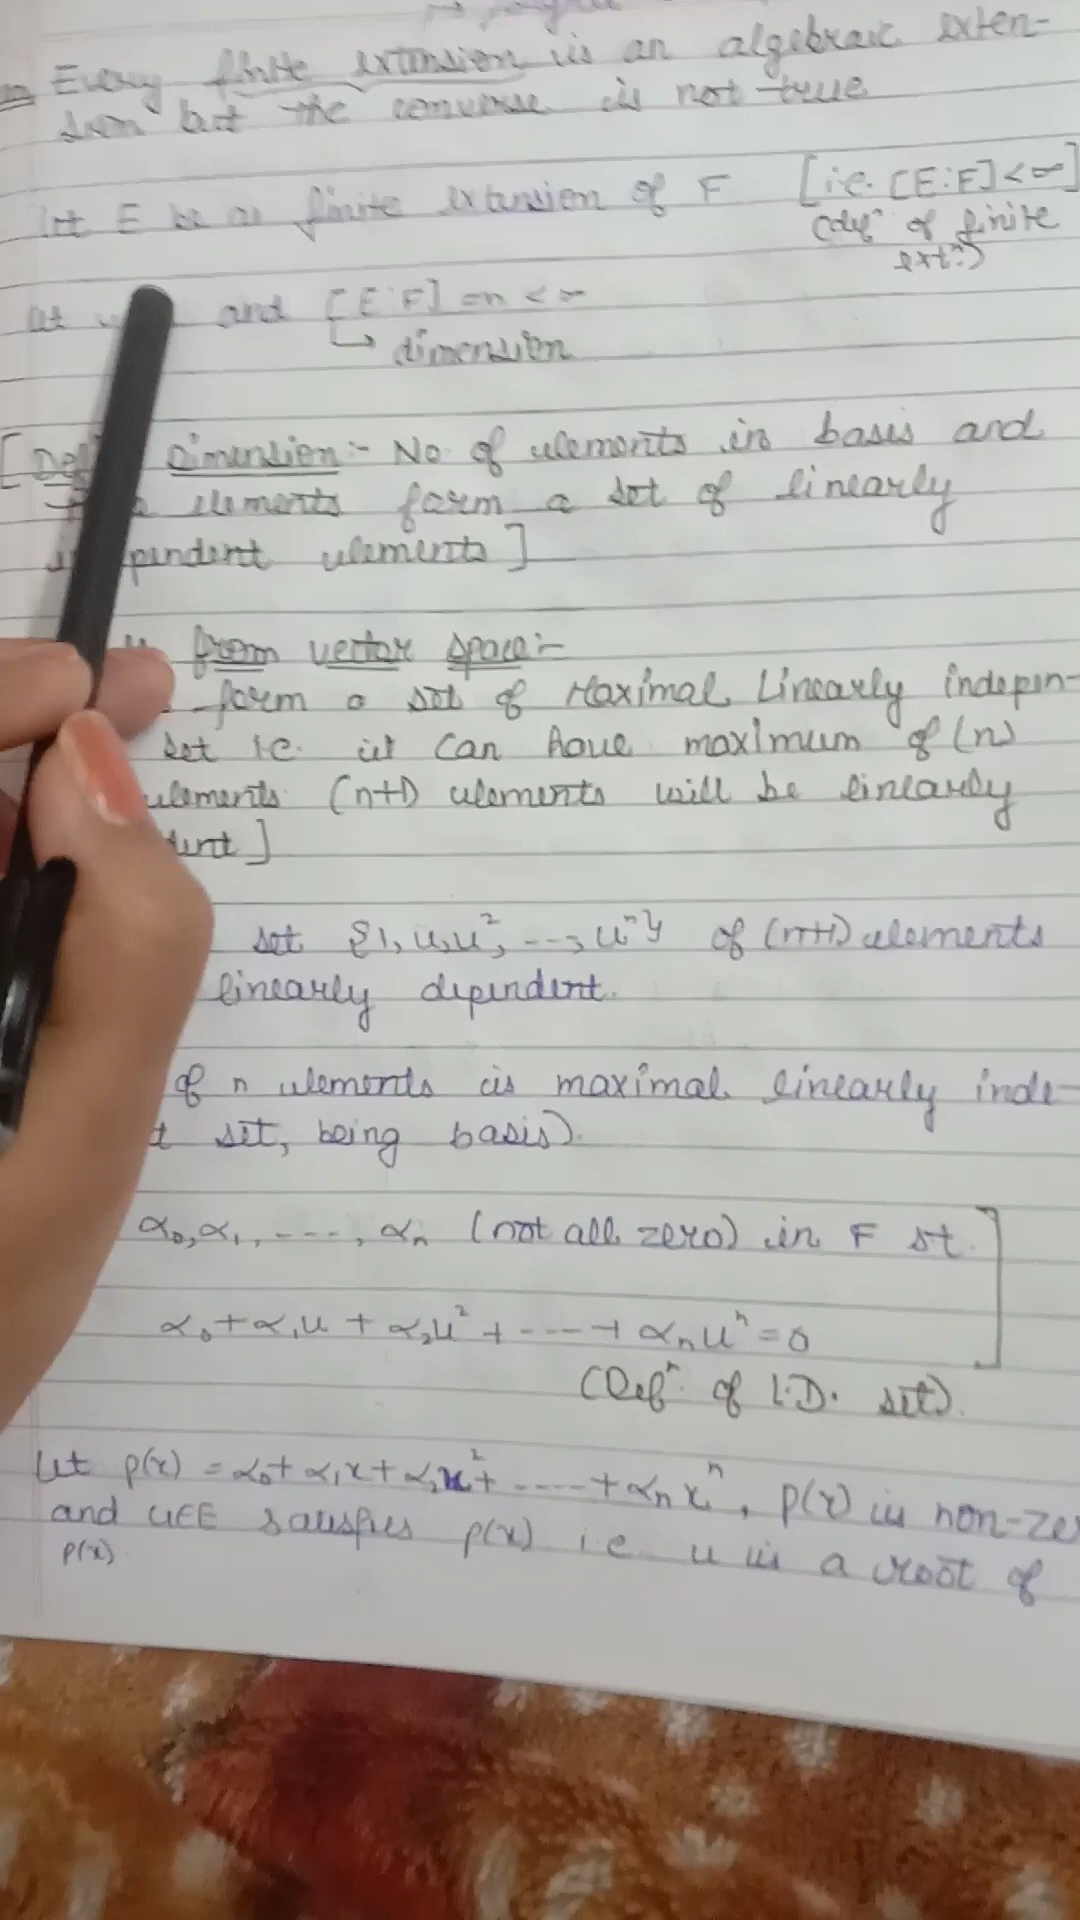 Every finite extension is an algebraic exten-
sion but the converse is not true
Let E be a finite extension of F [i.e. [E:F]<∞]
(defⁿ of finite
extⁿ)
let and [E:F]=n<∞
↳ dimension
[Defⁿ Dimension:- No. of elements in basis and
elements form a set of linearly
pendent elements]
from vector space:-
form a set of Maximal Linearly indepen-
set i.e. it can have maximum of (n)
elements (n+1) elements will be linearly
dent]
set {1, u, u², ---, uⁿ} of (n+1) elements
linearly dependent.
of n elements is maximal linearly inde-
t set, being basis).
α₀, α₁, ----, αₙ (not all zero) in F st.
α₀+α₁u + α₂u² + ---- + αₙuⁿ=0
(Defⁿ of L.D. set).
Let p(x) = α₀+ α₁x+α₂x²+ ....+αₙxⁿ, p(x) is non-ze
and u∈E satisfies p(x) i.e u is a root of
p(x).